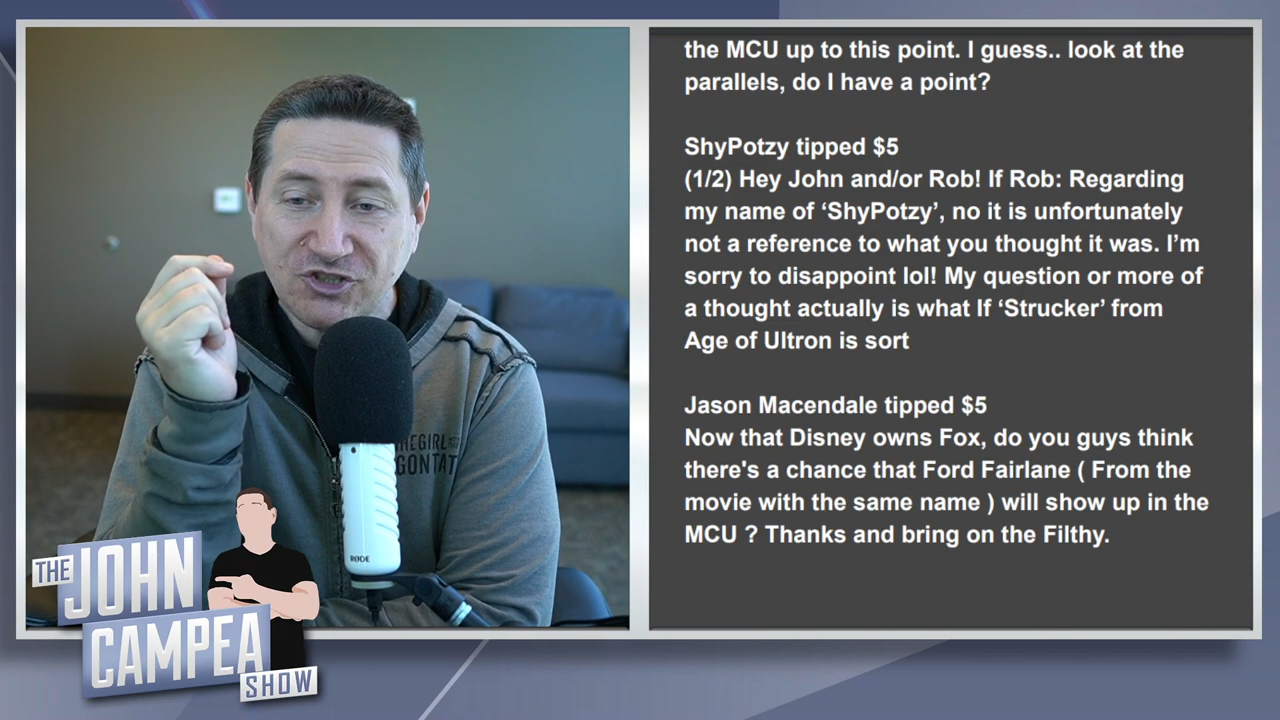 the MCU up to this point. I guess.. look at the
parallels, do I have a point?
ShyPotzy tipped $5
(1/2) Hey John and/or Rob! If Rob: Regarding
my name of ‘ShyPotzy’, no it is unfortunately
not a reference to what you thought it was. I’m
sorry to disappoint lol! My question or more of
a thought actually is what If ‘Strucker’ from
Age of Ultron is sort
Jason Macendale tipped $5
Now that Disney owns Fox, do you guys think
there's a chance that Ford Fairlane ( From the
movie with the same name ) will show up in the
MCU ? Thanks and bring on the Filthy.
RØDE
THE
JOHN
CAMPEA
SHOW